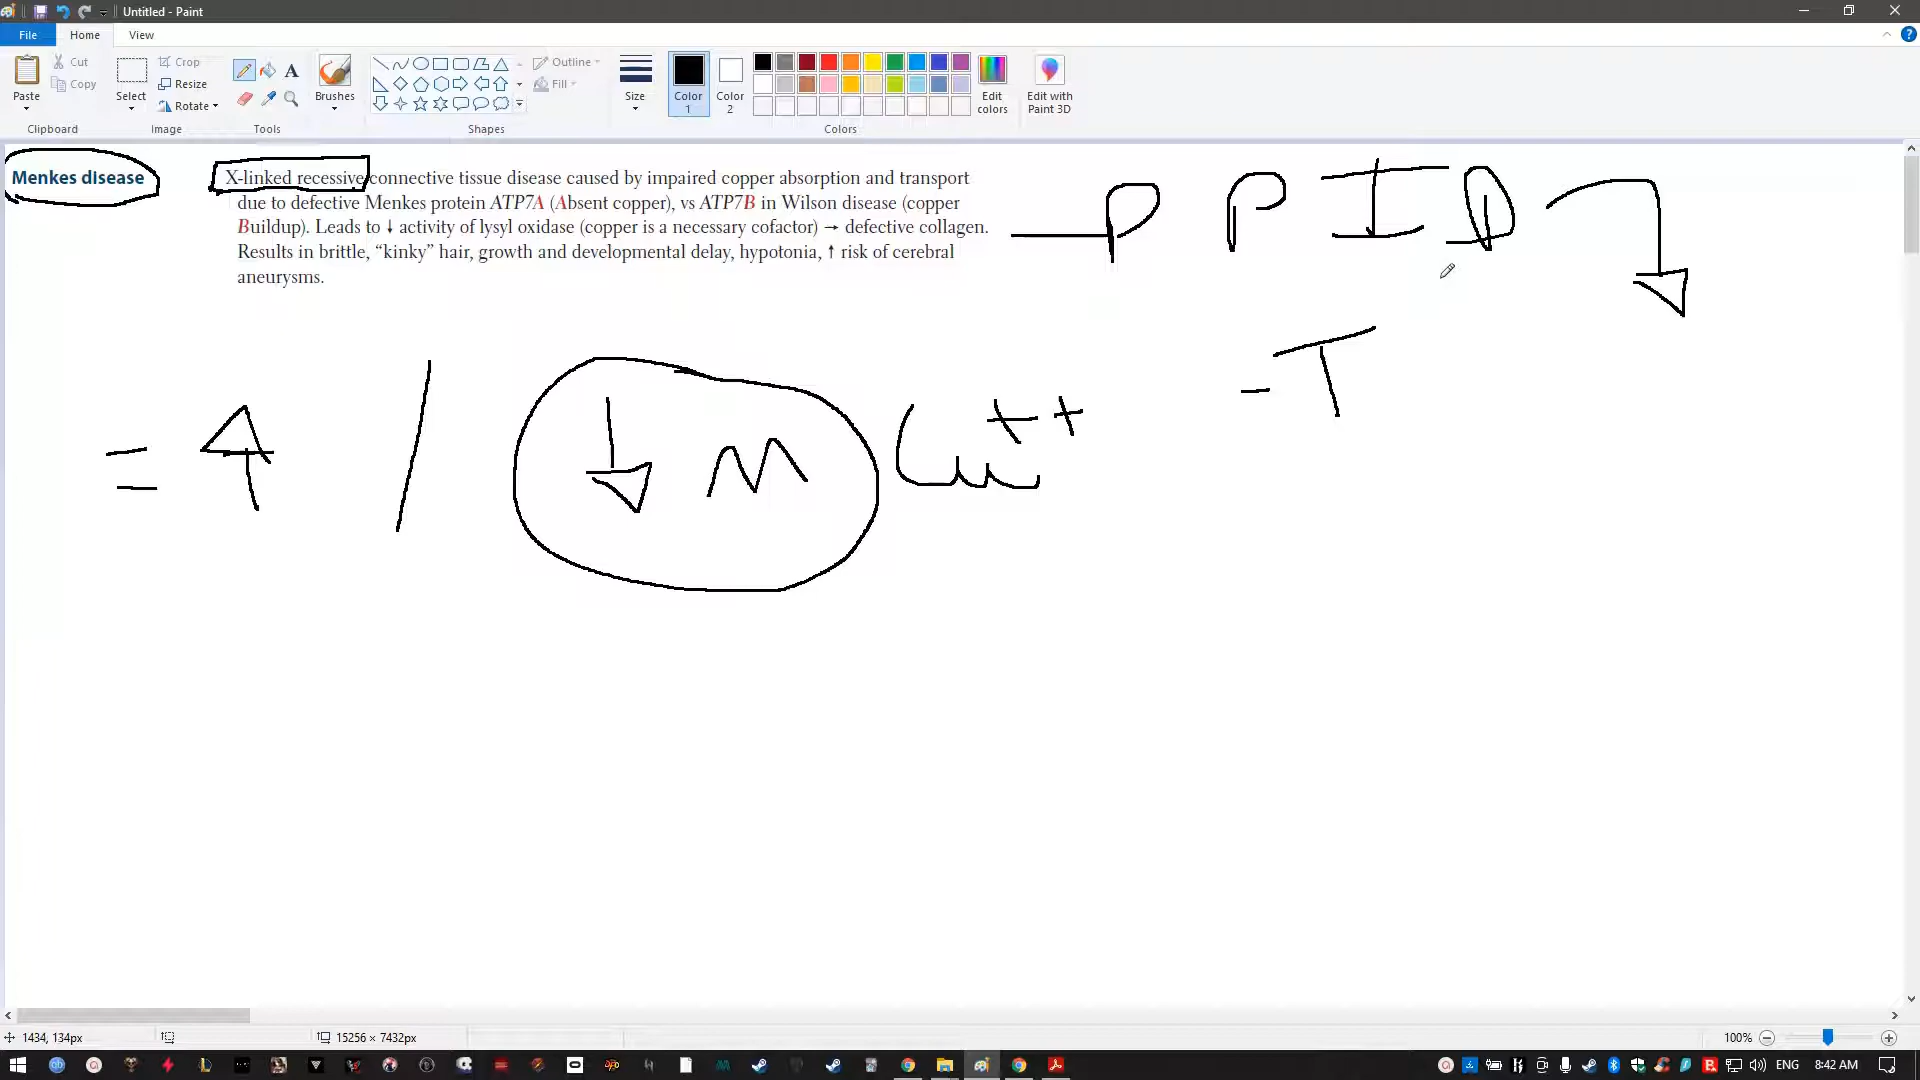 Untitled - Paint
File Home View
Paste
Cut
Copy
Clipboard
Select
Crop
Resize
Rotate
Image
Tools
Brushes
Shapes
Outline
Fill
Size
Color 1
Color 2
Edit colors
Edit with Paint 3D
Colors
Menkes disease
X-linked recessive connective tissue disease caused by impaired copper absorption and transport
due to defective Menkes protein ATP7A (Absent copper), vs ATP7B in Wilson disease (copper
Buildup). Leads to ↓ activity of lysyl oxidase (copper is a necessary cofactor) → defective collagen.
Results in brittle, “kinky” hair, growth and developmental delay, hypotonia, ↑ risk of cerebral
aneurysms.
P P I D
- T
= ↑ / ↓ M Cu++
1434, 134px
15256 × 7432px
100%
ENG
8:42 AM